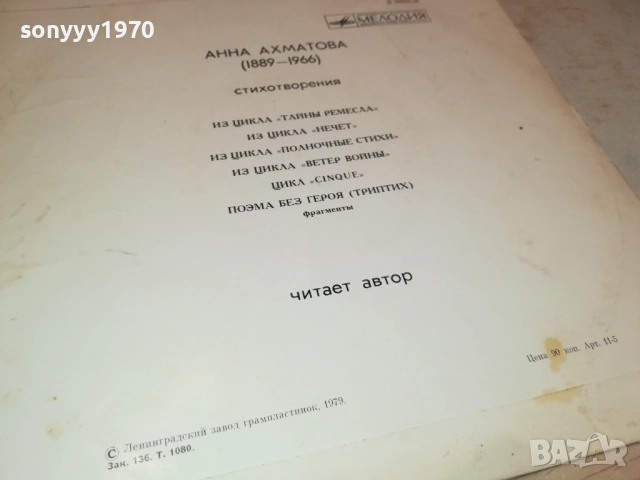 sonyyy1970
МЕЛОДИЯ
АННА АХМАТОВА
(1889—1966)
стихотворения
ИЗ ЦИКЛА «ТАЙНЫ РЕМЕСЛА»
ИЗ ЦИКЛА «НЕЧЕТ»
ИЗ ЦИКЛА «ПОЛНОЧНЫЕ СТИХИ»
ИЗ ЦИКЛА «ВЕТЕР ВОЙНЫ»
ЦИКЛ «CINQUE»
ПОЭМА БЕЗ ГЕРОЯ (ТРИПТИХ)
фрагменты
читает автор
Цена 90 коп. Арт. 11-5
© Ленинградский завод грампластинок, 1979.
Зак. 136. Т. 1080.
bazar